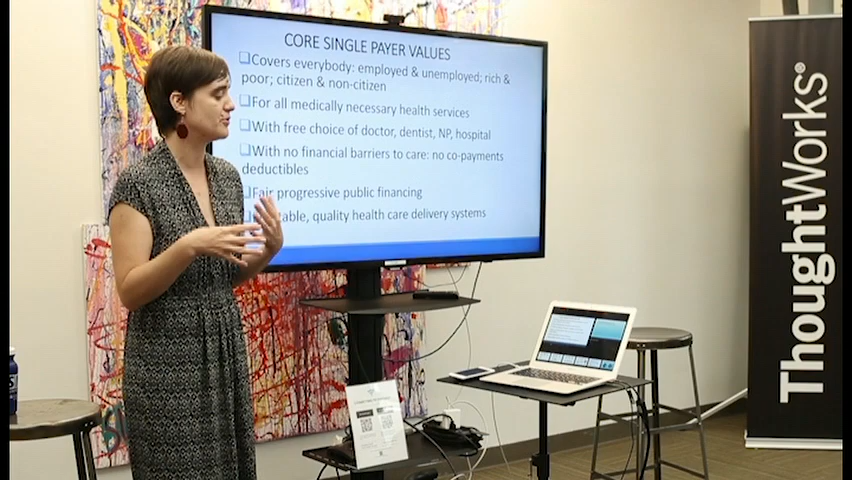 CORE SINGLE PAYER VALUES
Covers everybody: employed & unemployed; rich &
poor; citizen & non-citizen
For all medically necessary health services
With free choice of doctor, dentist, NP, hospital
With no financial barriers to care: no co-payments
deductibles
Fair progressive public financing
table, quality health care delivery systems
ThoughtWorks®